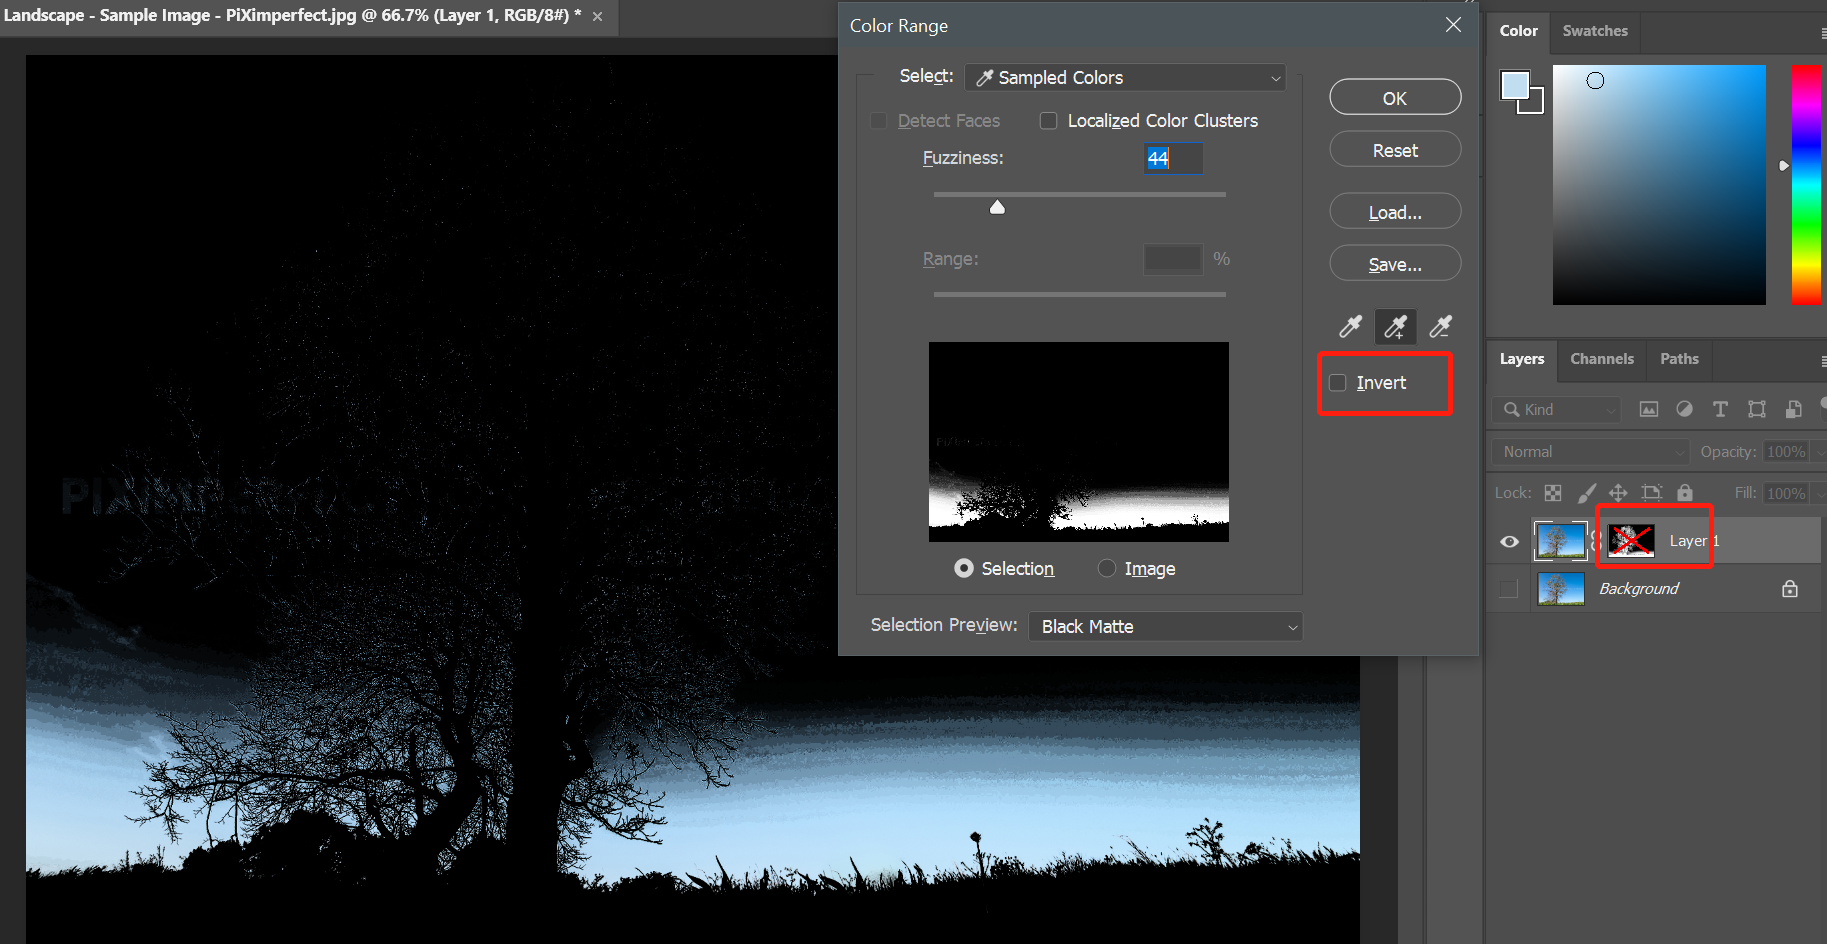 Landscape - Sample Image - PiXimperfect.jpg @ 66.7% (Layer 1, RGB/8#) * ×
Color Range
Select: Sampled Colors
Detect Faces Localized Color Clusters
Fuzziness: 44
Range: %
Selection Image
Selection Preview: Black Matte
OK
Reset
Load...
Save...
Invert
PiXimperfect
Color Swatches
Layers Channels Paths
Kind
Normal Opacity: 100%
Lock: Fill: 100%
Layer 1
Background